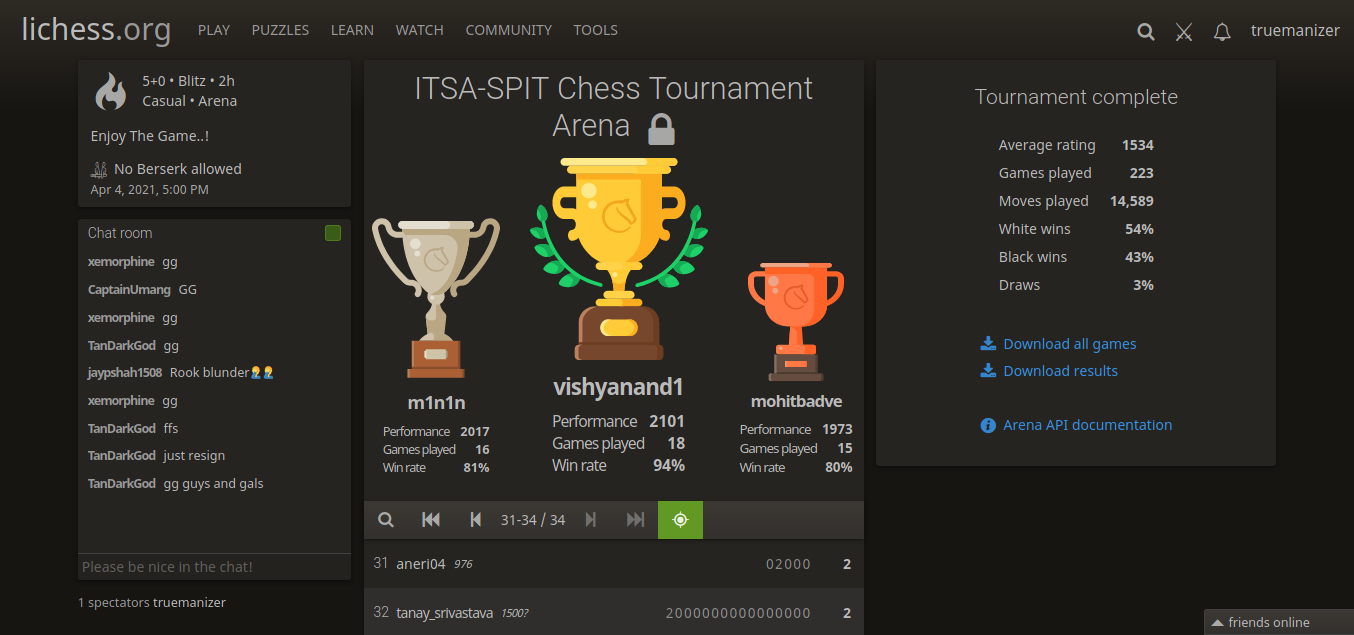 lichess.org PLAY PUZZLES LEARN WATCH COMMUNITY TOOLS truemanizer
5+0 • Blitz • 2h
Casual • Arena
Enjoy The Game..!
No Berserk allowed
Apr 4, 2021, 5:00 PM
Chat room
xemorphine gg
CaptainUmang GG
xemorphine gg
TanDarkGod gg
jaypshah1508 Rook blunder🤦🤦
xemorphine gg
TanDarkGod ffs
TanDarkGod just resign
TanDarkGod gg guys and gals
Please be nice in the chat!
1 spectators truemanizer
ITSA-SPIT Chess Tournament
Arena
m1n1n
Performance 2017
Games played 16
Win rate 81%
vishyanand1
Performance 2101
Games played 18
Win rate 94%
mohitbadve
Performance 1973
Games played 15
Win rate 80%
31-34 / 34
31 aneri04 976 02000 2
32 tanay_srivastava 1500? 2000000000000000 2
Tournament complete
Average rating 1534
Games played 223
Moves played 14,589
White wins 54%
Black wins 43%
Draws 3%
Download all games
Download results
Arena API documentation
friends online